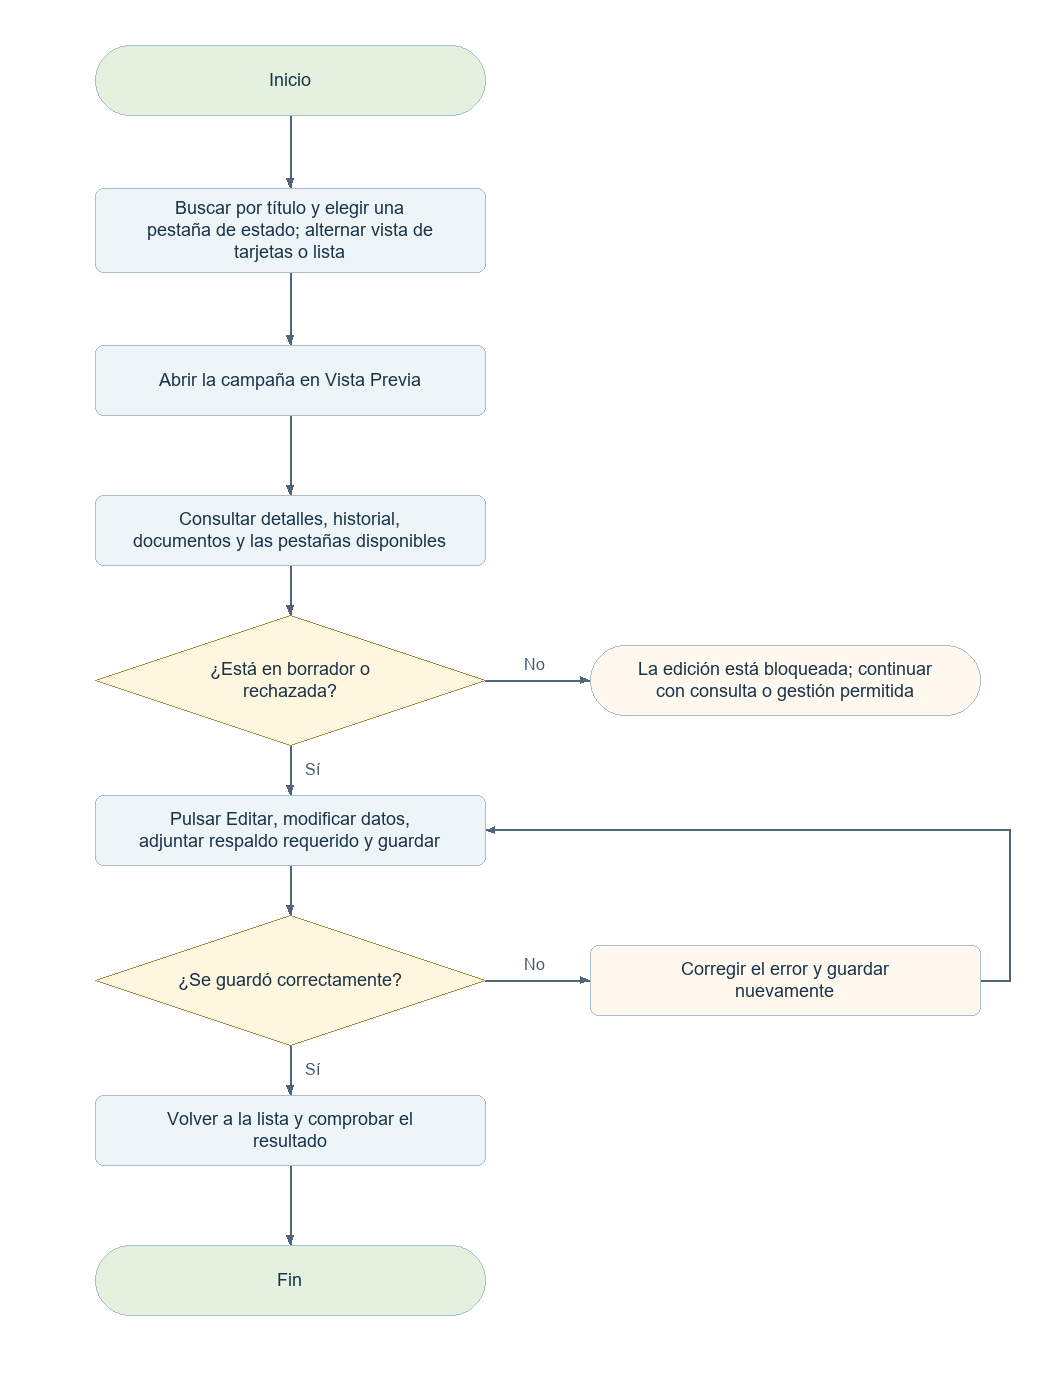 Inicio
Buscar por título y elegir una
pestaña de estado; alternar vista de
tarjetas o lista
Abrir la campaña en Vista Previa
Consultar detalles, historial,
documentos y las pestañas disponibles
¿Está en borrador o
rechazada?
No
La edición está bloqueada; continuar
con consulta o gestión permitida
Sí
Pulsar Editar, modificar datos,
adjuntar respaldo requerido y guardar
¿Se guardó correctamente?
No
Corregir el error y guardar
nuevamente
Sí
Volver a la lista y comprobar el
resultado
Fin